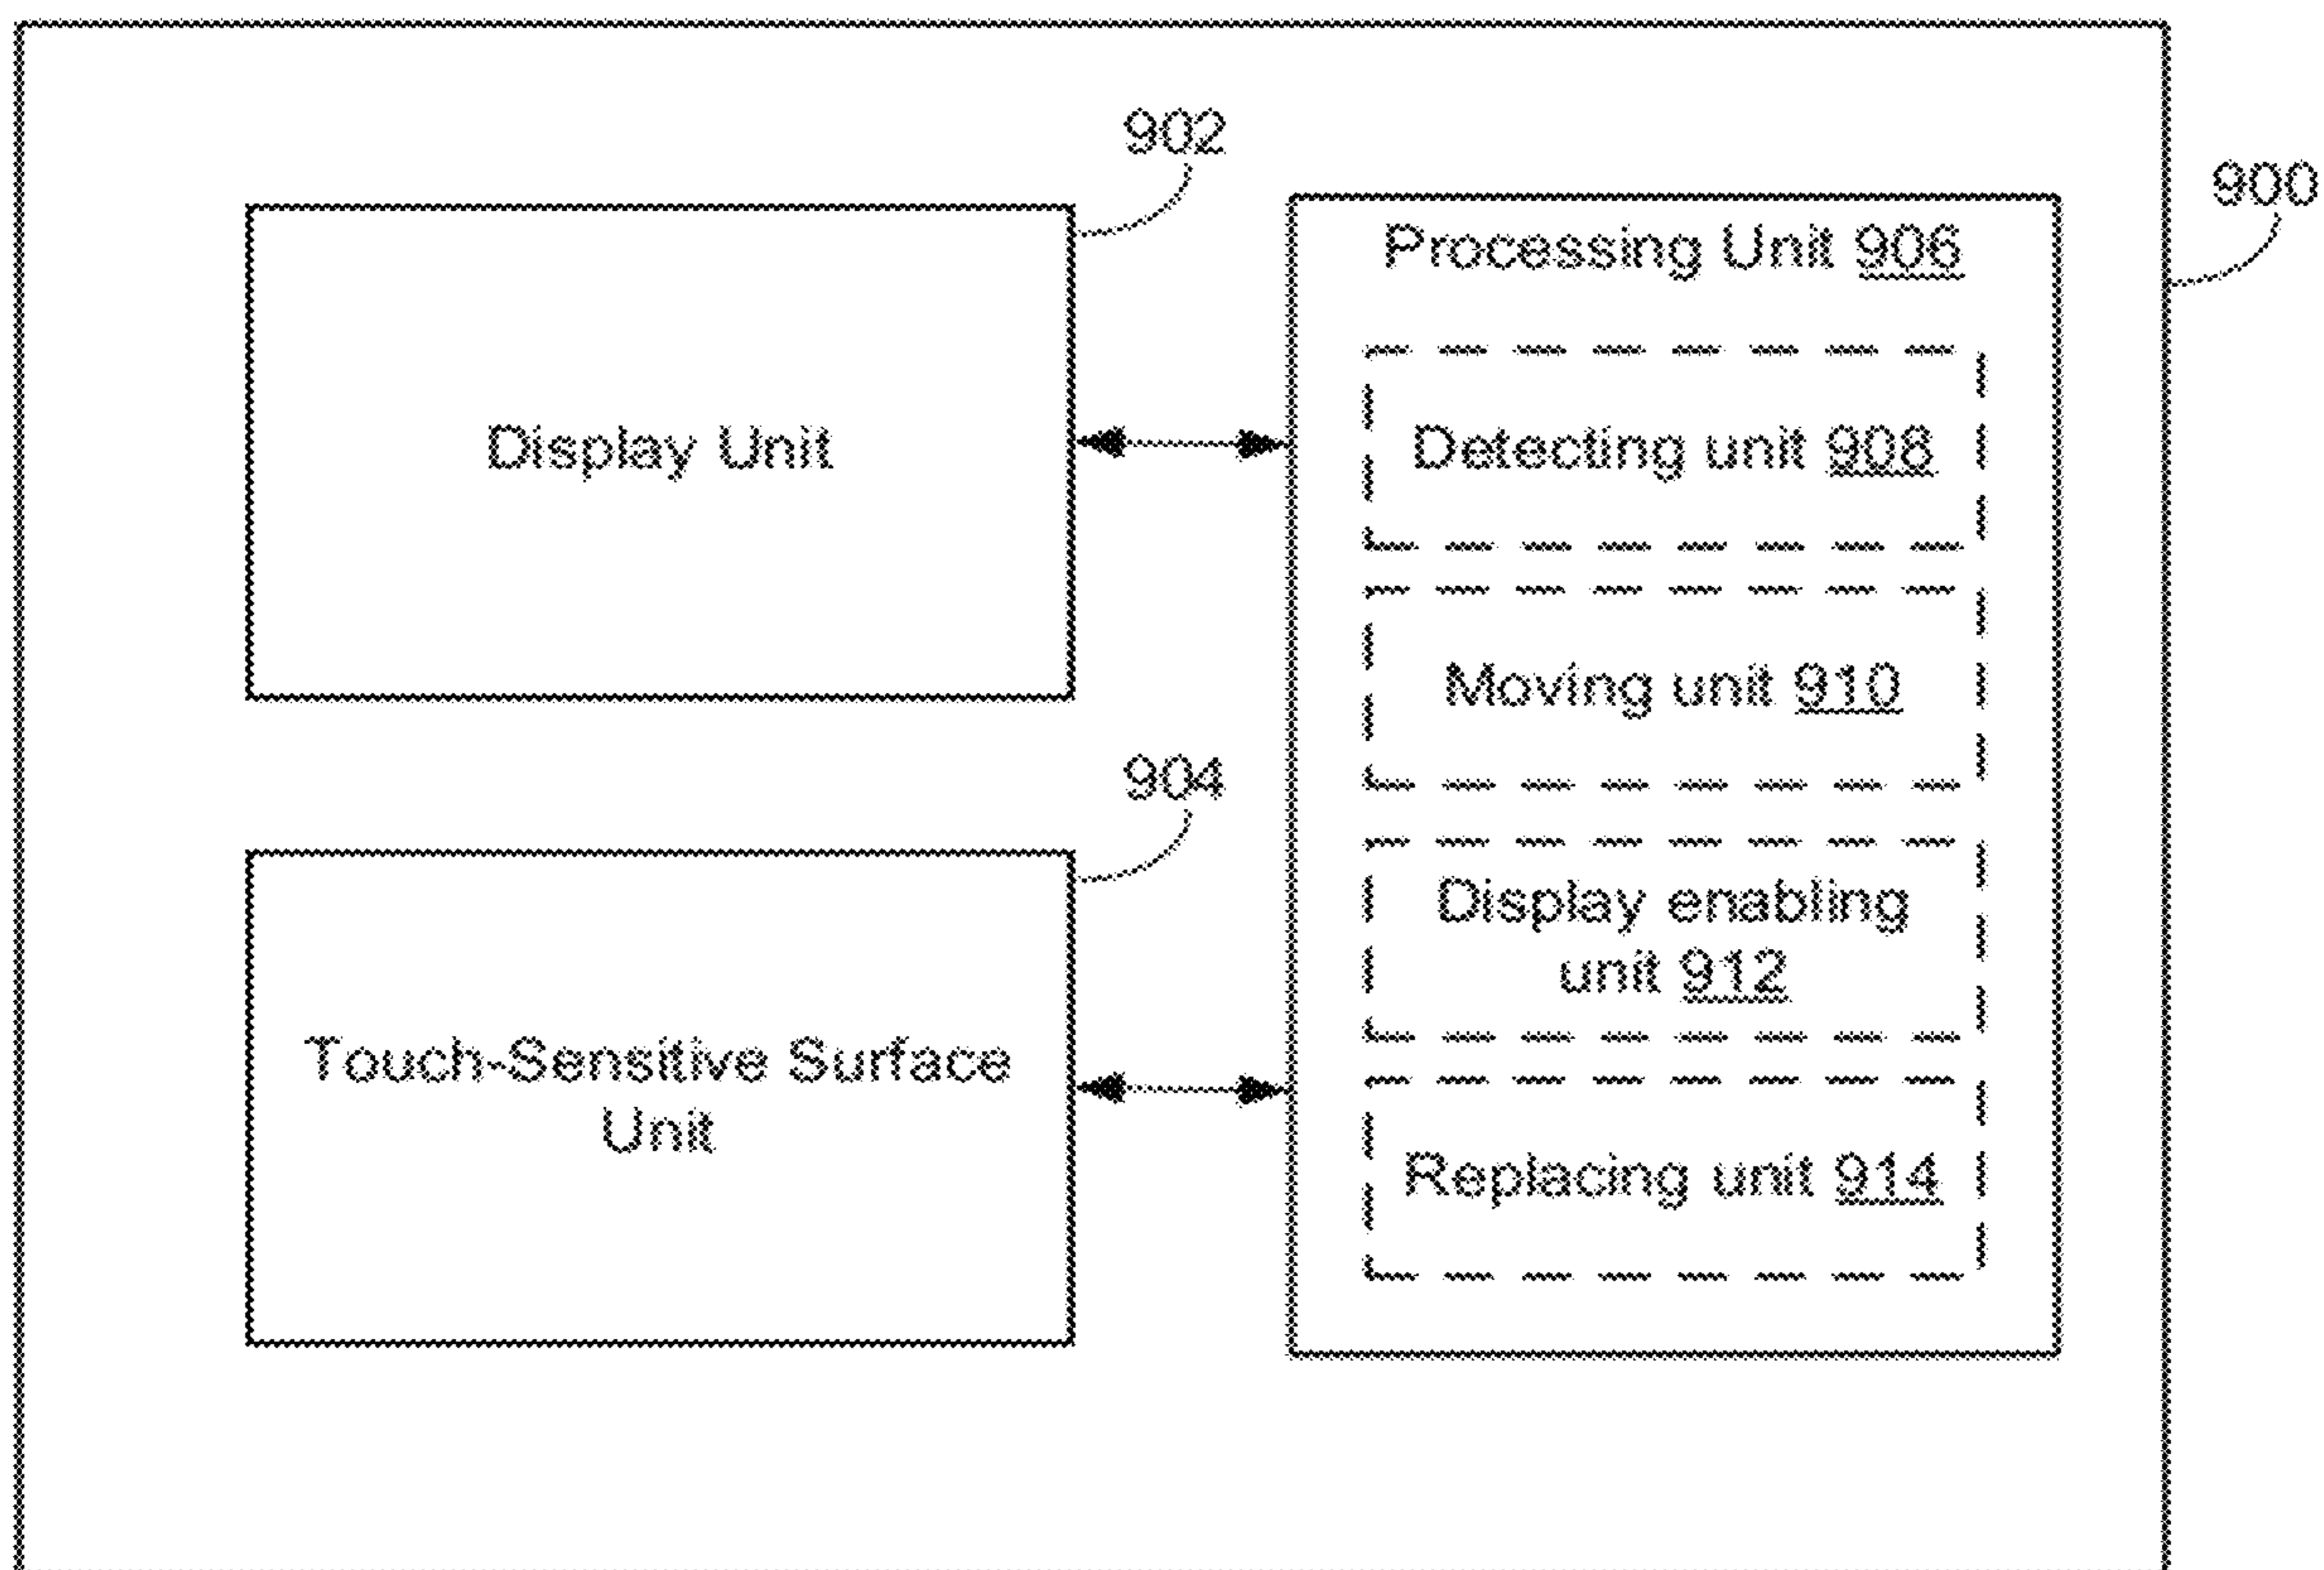 902
900
Processing Unit 906
Display Unit
Detecting unit 908
Moving unit 910
904
Display enabling
unit 912
Touch-Sensitive Surface
Unit
Replacing unit 914